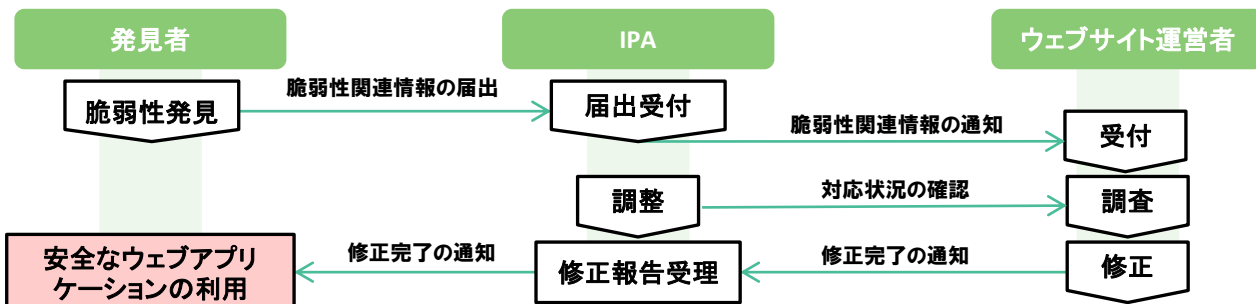 発見者
IPA
ウェブサイト運営者
脆弱性発見
脆弱性関連情報の届出
届出受付
脆弱性関連情報の通知
受付
調整
対応状況の確認
調査
安全なウェブアプリ
ケーションの利用
修正完了の通知
修正報告受理
修正完了の通知
修正